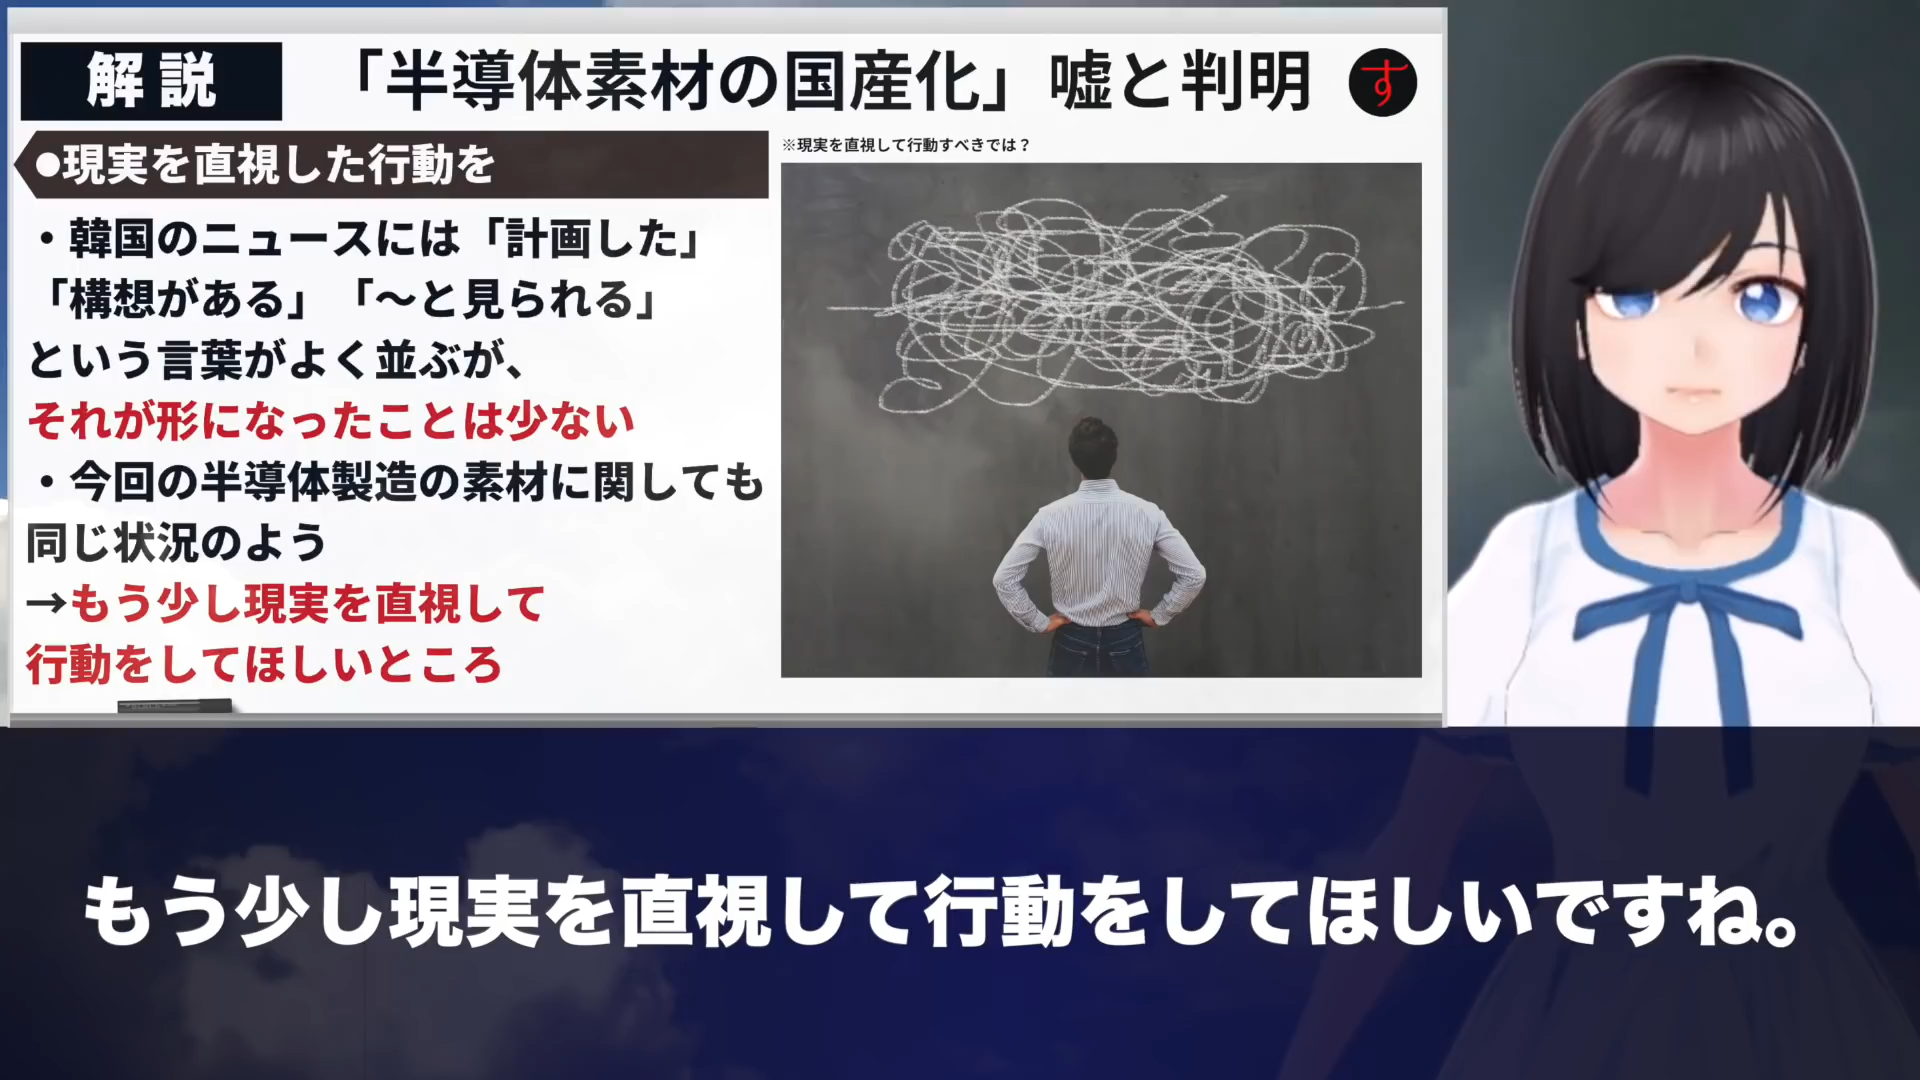 解説
「半導体素材の国産化」嘘と判明
す
●現実を直視した行動を
※現実を直視して行動すべきでは？
・韓国のニュースには「計画した」
「構想がある」「～と見られる」
という言葉がよく並ぶが、
それが形になったことは少ない
・今回の半導体製造の素材に関しても
同じ状況のよう
→もう少し現実を直視して
行動をしてほしいところ
もう少し現実を直視して行動をしてほしいですね。